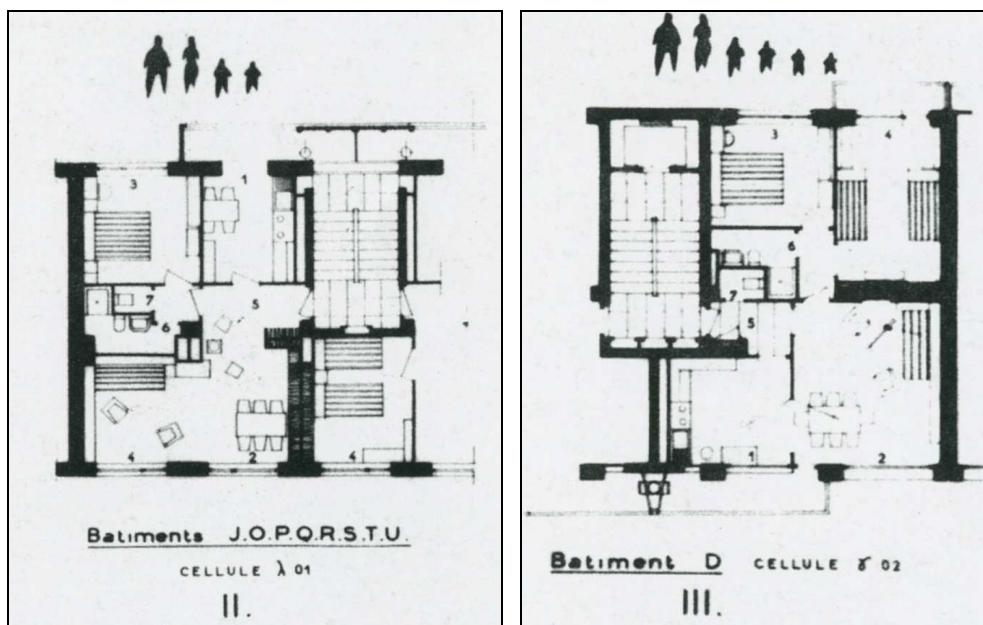 3 1
7 5
6
4 2 4
Batiments J.O.P.Q.R.S.T.U.
CELLULE λ 01
II.
3 4
6
7
5
1 2
Batiment D CELLULE ɣ 02
III.